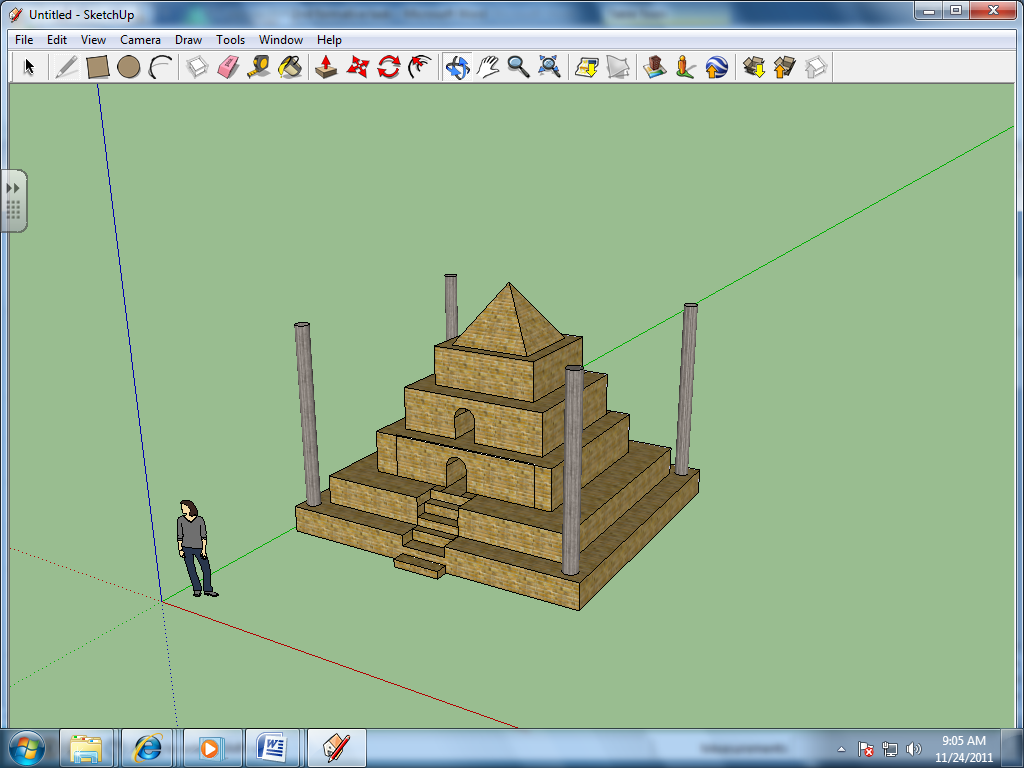 Untitled - SketchUp
File Edit View Camera Draw Tools Window Help
9:05 AM
11/24/2011